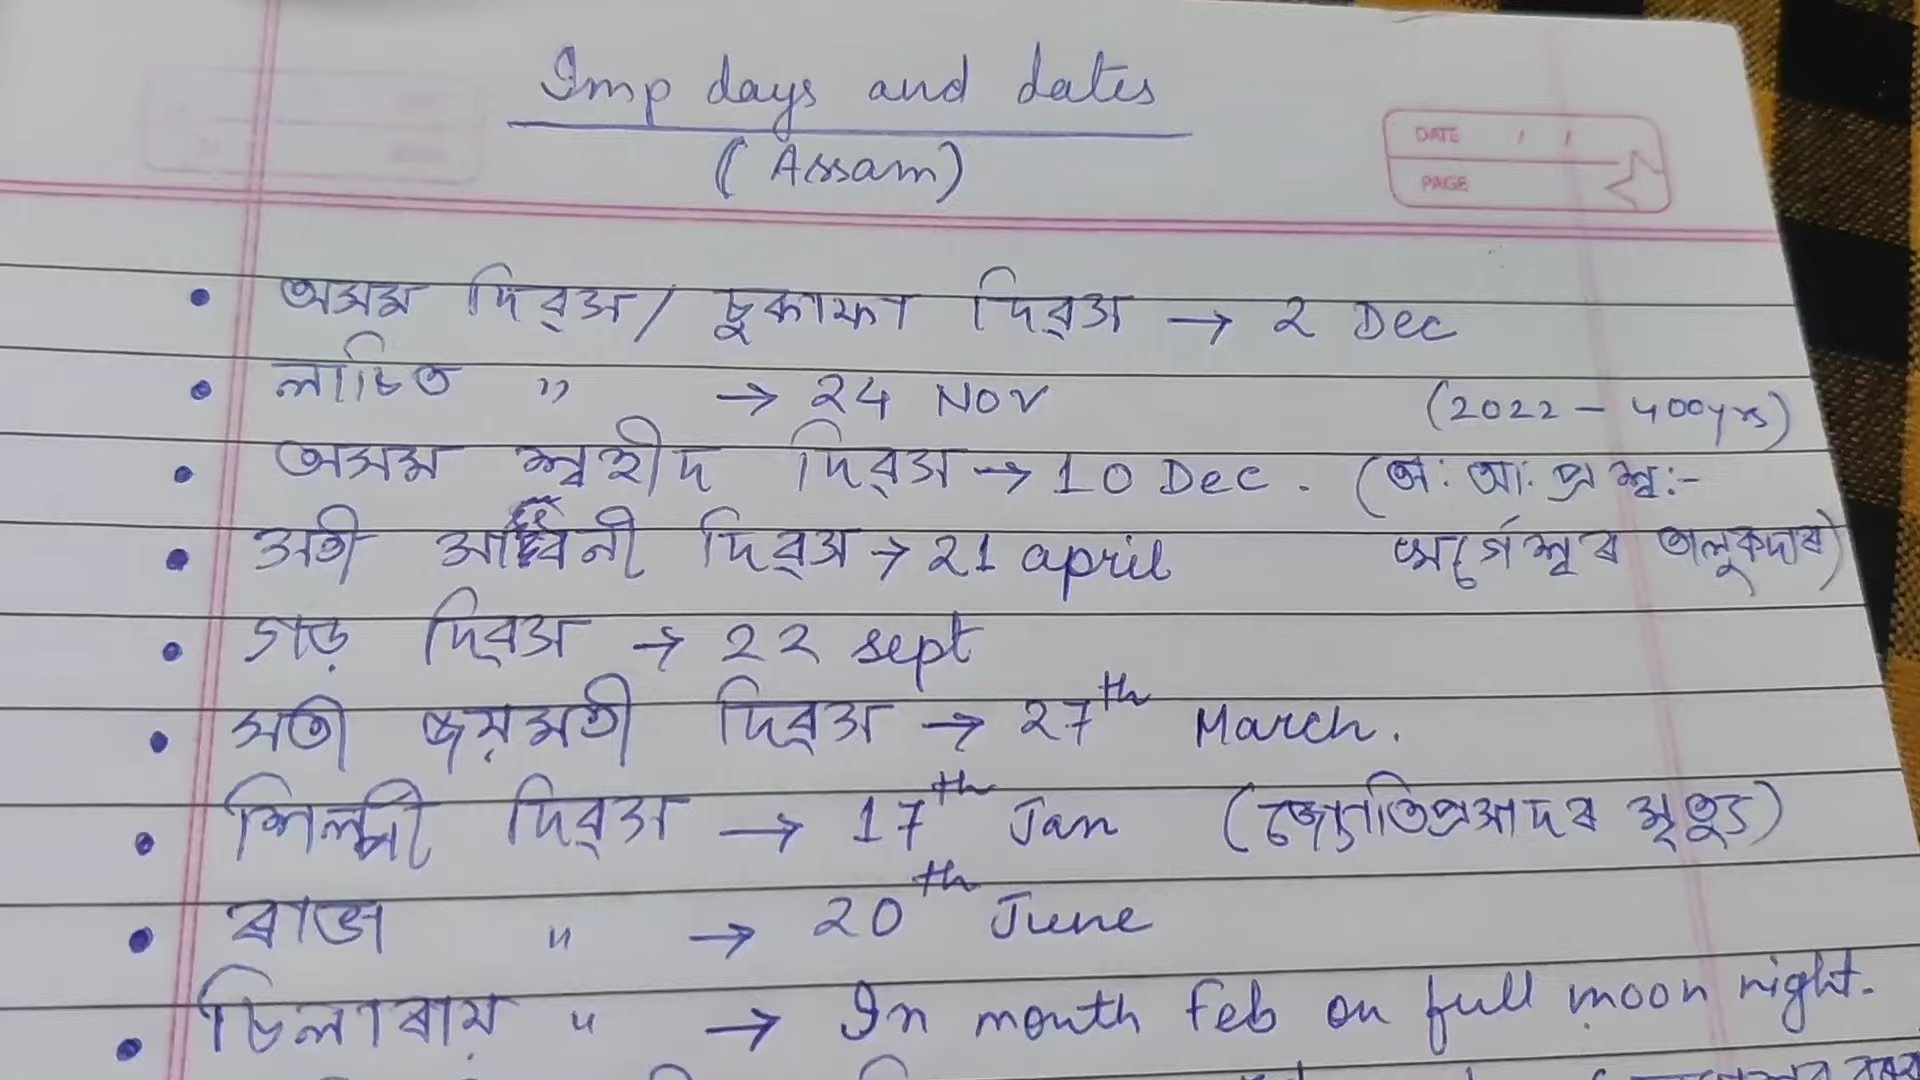 Imp days and dates
(Assam)
DATE / /
PAGE
• অসম দিৱস / চুকাফা দিৱস → 2 Dec
• লাচিত " → 24 Nov (2022 - 400yrs)
• অসম শ্বহীদ দিৱস → 10 Dec. (অ: আ: প্ৰ শ্ব:-
• সতী সাধিনী দিৱস → 21 april খৰ্গেশ্বৰ তালুকদাৰ)
• গড় দিৱস → 22 sept
• সতী জয়মতী দিৱস → 27th March.
• শিল্পী দিৱস → 17th Jan (জ্যোতিপ্ৰসাদৰ মৃত্যু)
• ৰাভা " → 20th June
• চিলাৰায় " → In month Feb on full moon night.